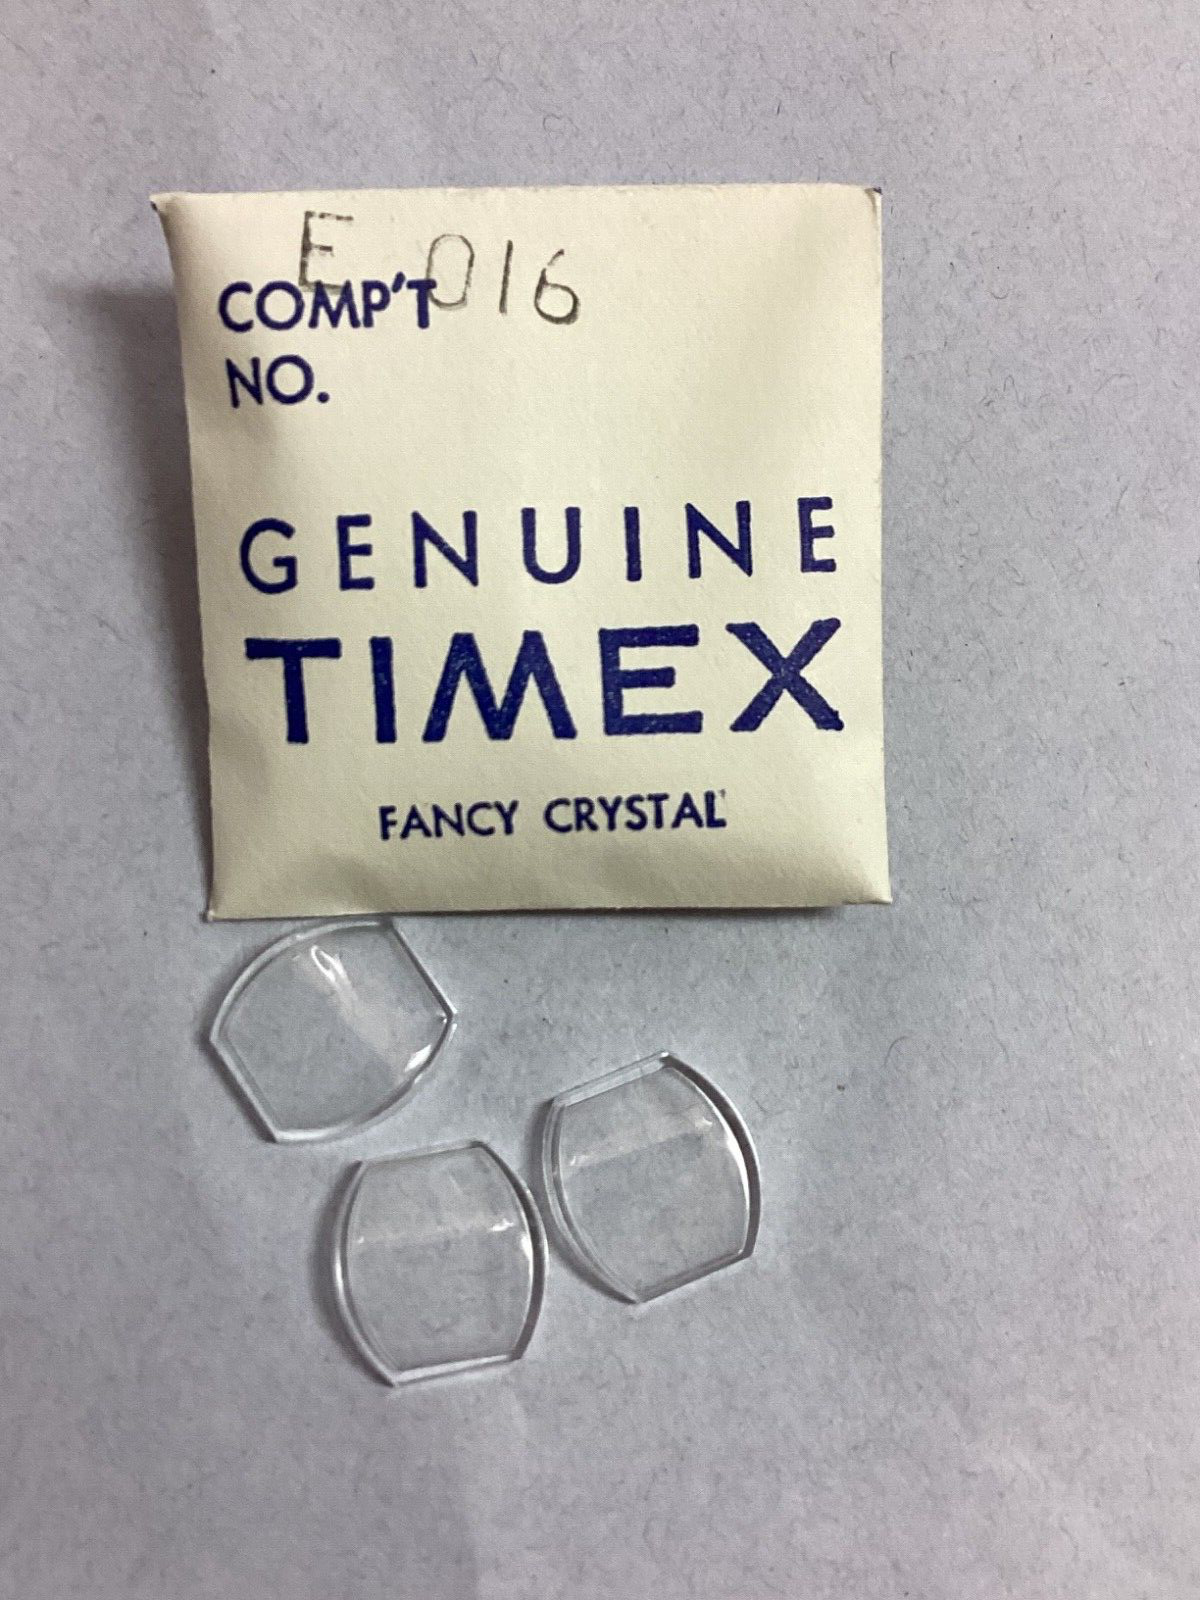 E 016
COMP'T
NO.
GENUINE
TIMEX
FANCY CRYSTAL